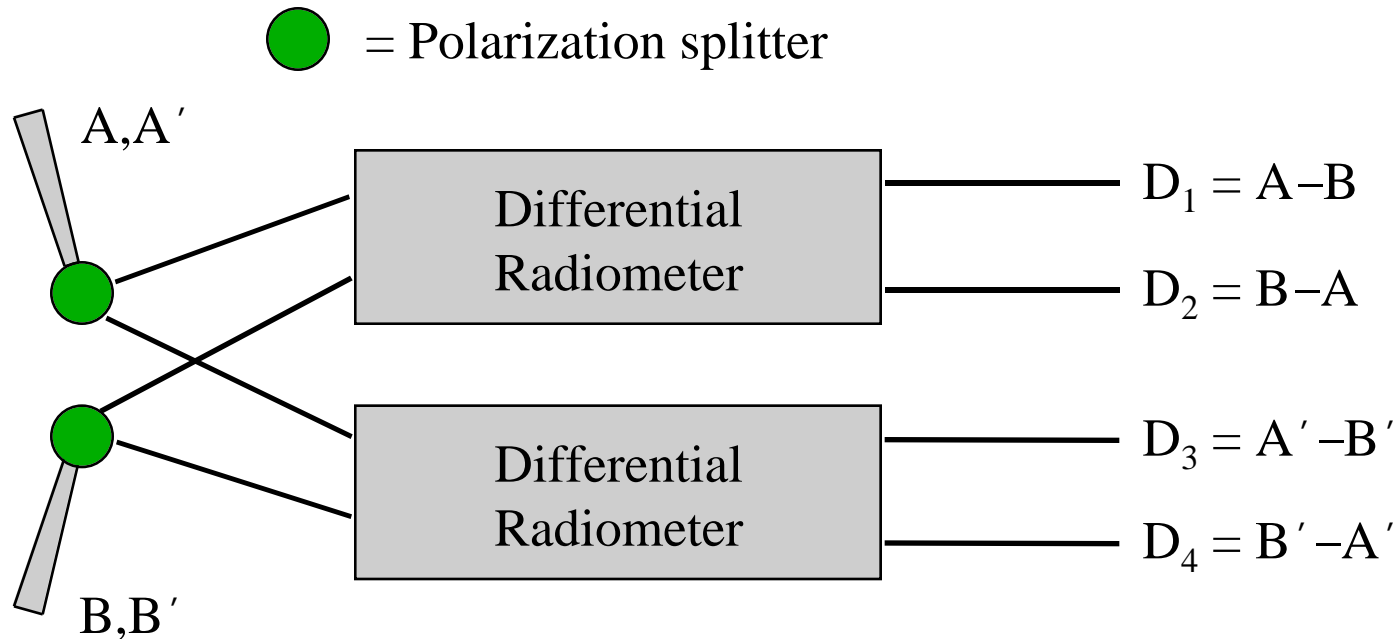 = Polarization splitter
A,A´
Differential
Radiometer
D₁ = A–B
D₂ = B–A
Differential
Radiometer
D₃ = A´–B´
D₄ = B´–A´
B,B´